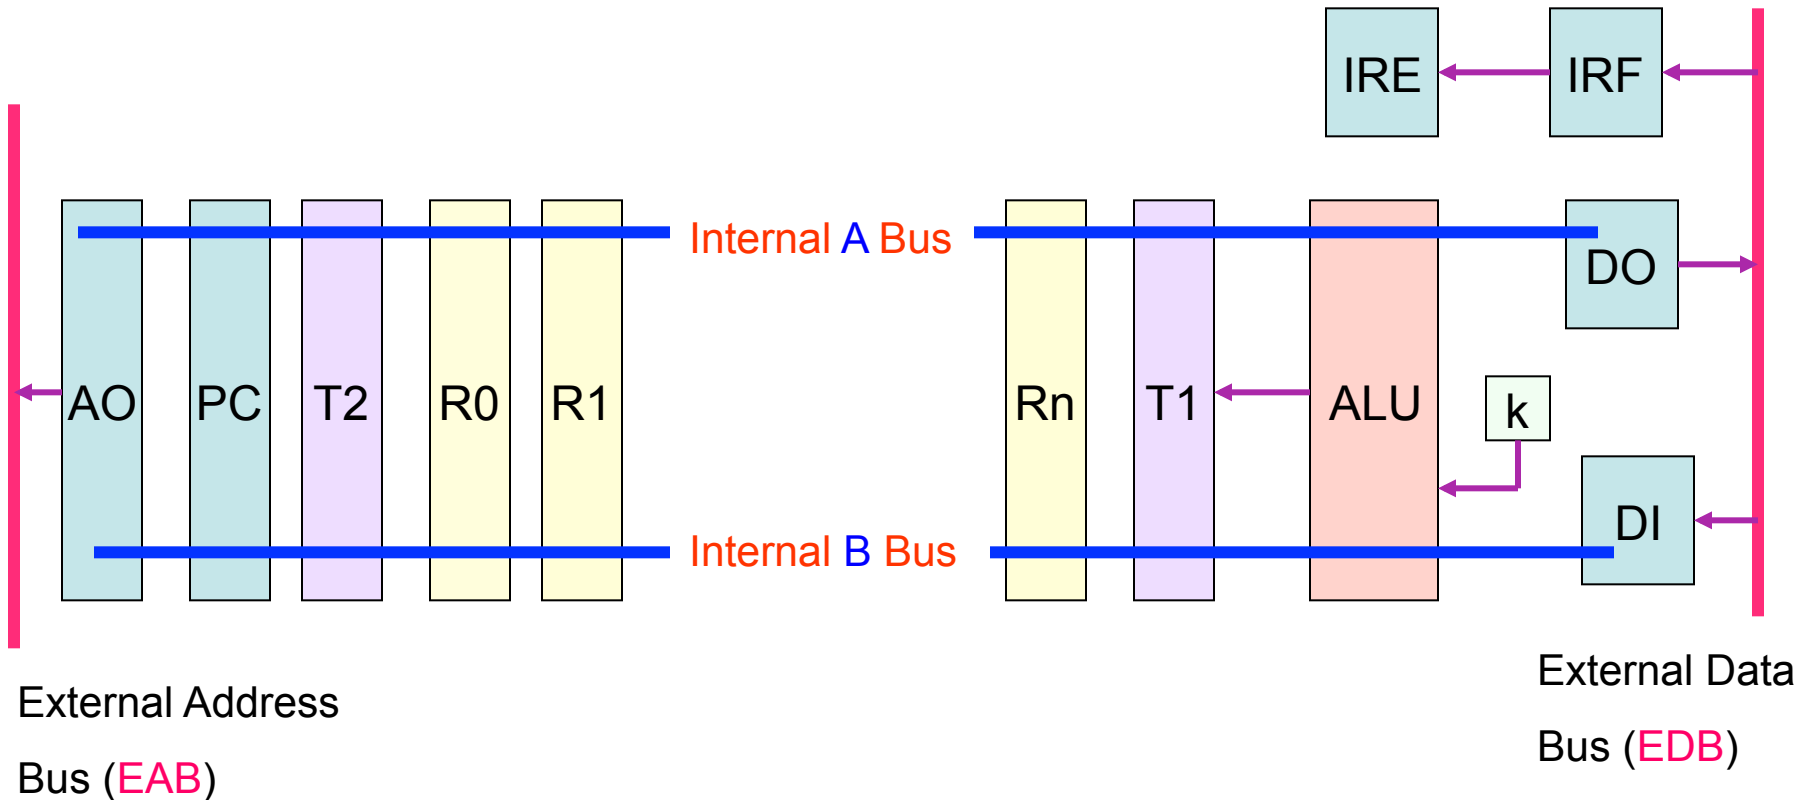 IRE
IRF
Internal A Bus
DO
AO
PC
T2
R0
R1
Rn
T1
ALU
k
DI
Internal B Bus
External Address
Bus (EAB)
External Data
Bus (EDB)